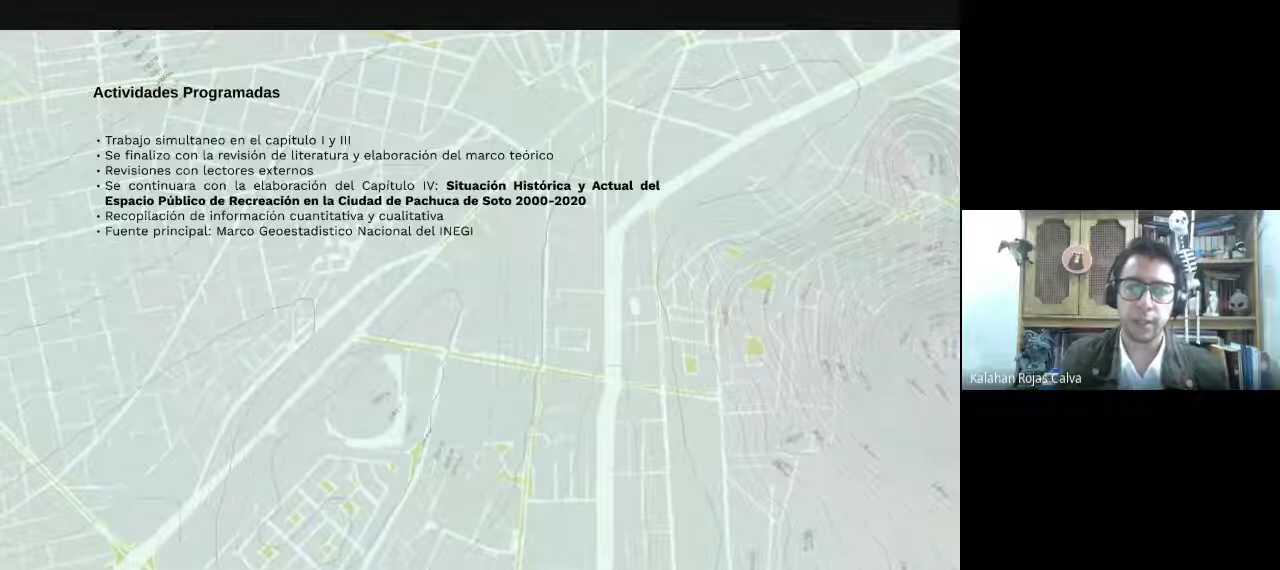 Actividades Programadas
• Trabajo simultaneo en el capitulo I y III
• Se finalizo con la revisión de literatura y elaboración del marco teórico
• Revisiones con lectores externos
• Se continuara con la elaboración del Capítulo IV: Situación Histórica y Actual del
Espacio Público de Recreación en la Ciudad de Pachuca de Soto 2000-2020
• Recopilación de información cuantitativa y cualitativa
• Fuente principal: Marco Geoestadistico Nacional del INEGI
Kalahan Rojas Calva